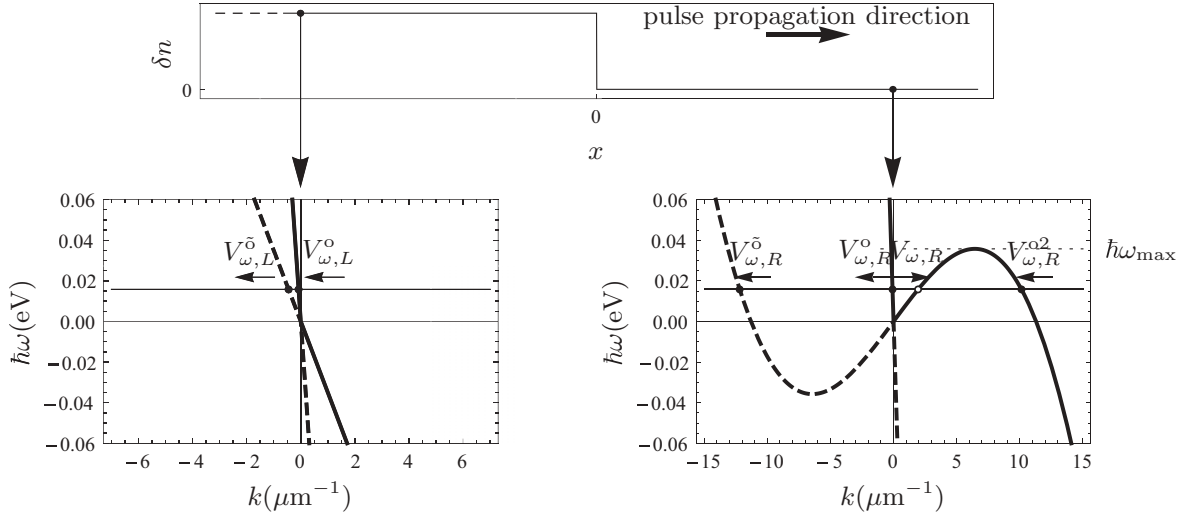 pulse propagation direction
δn
0
0
x
0.06
0.04
0.02
0.00
−0.02
−0.04
−0.06
ℏω(eV)
V^õ_{ω,L} V^o_{ω,L}
−6 −4 −2 0 2 4 6
k(μm⁻¹)
0.06
0.04
0.02
0.00
−0.02
−0.04
−0.06
ℏω(eV)
V^õ_{ω,R} V^o_{ω,R} V_{ω,R} V^{o2}_{ω,R}
ℏω_max
−15 −10 −5 0 5 10 15
k(μm⁻¹)